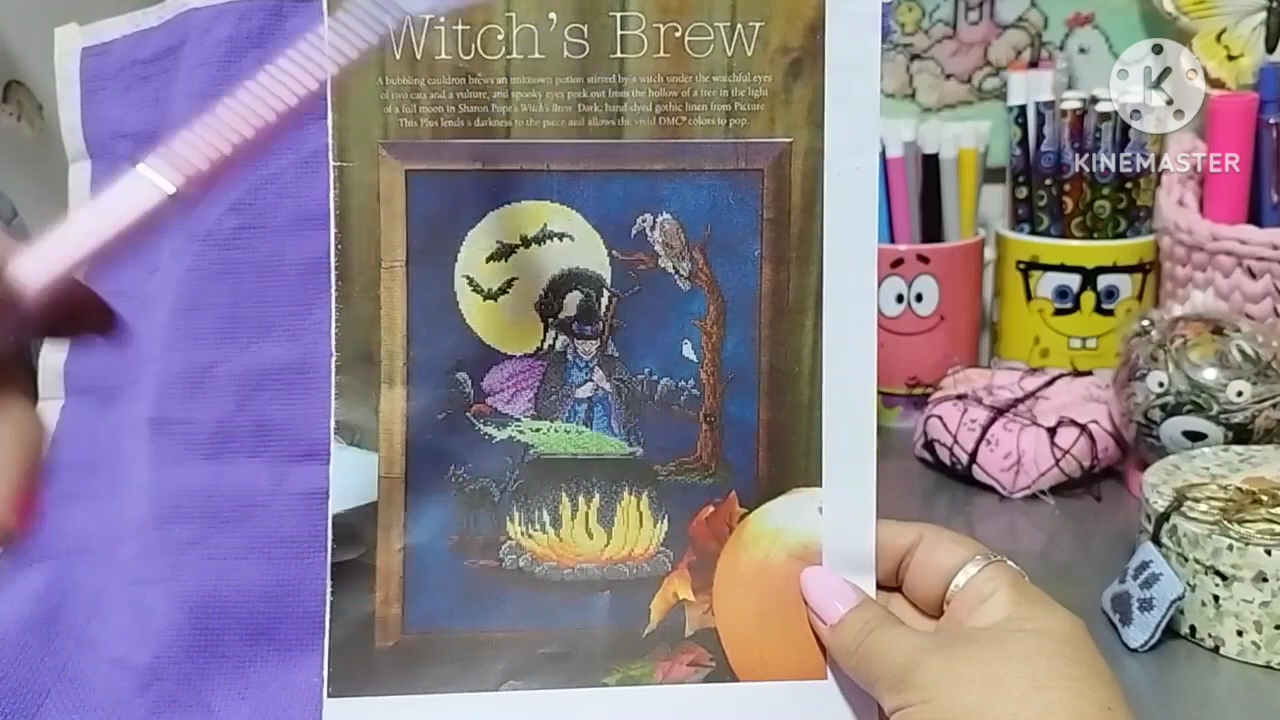 Witch's Brew
A bubbling cauldron brews an unknown potion stirred by a witch under the watchful eyes
of two cats and a vulture, and spooky eyes peek out from the hollow of a tree in the light
of a full moon in Sharon Pope's Witch's Brew. Dark, hand-dyed gothic linen from Picture
This Plus lends a darkness to the piece and allows the vivid DMC® colors to pop.
K
KINEMASTER